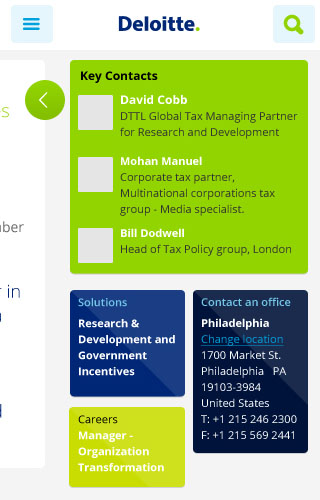 Deloitte.
es
Key Contacts
David Cobb
DTTL Global Tax Managing Partner
for Research and Development
Mohan Manuel
Corporate tax partner,
Multinational corporations tax
group - Media specialist.
Bill Dodwell
Head of Tax Policy group, London
ber
r in
Solutions
Research &
Development and
Government
Incentives
Contact an office
Philadelphia
Change location
1700 Market St.
Philadelphia PA
19103-3984
United States
T: +1 215 246 2300
F: +1 215 569 2441
Careers
Manager -
Organization
Transformation